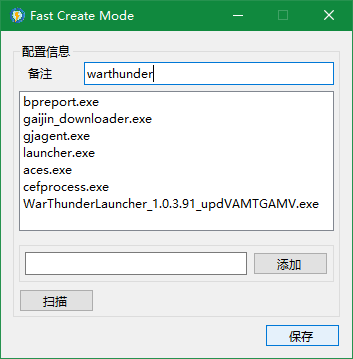 Fast Create Mode
配置信息
备注 warthunder
bpreport.exe
gaijin_downloader.exe
gjagent.exe
launcher.exe
aces.exe
cefprocess.exe
WarThunderLauncher_1.0.3.91_updVAMTGAMV.exe
添加
扫描
保存